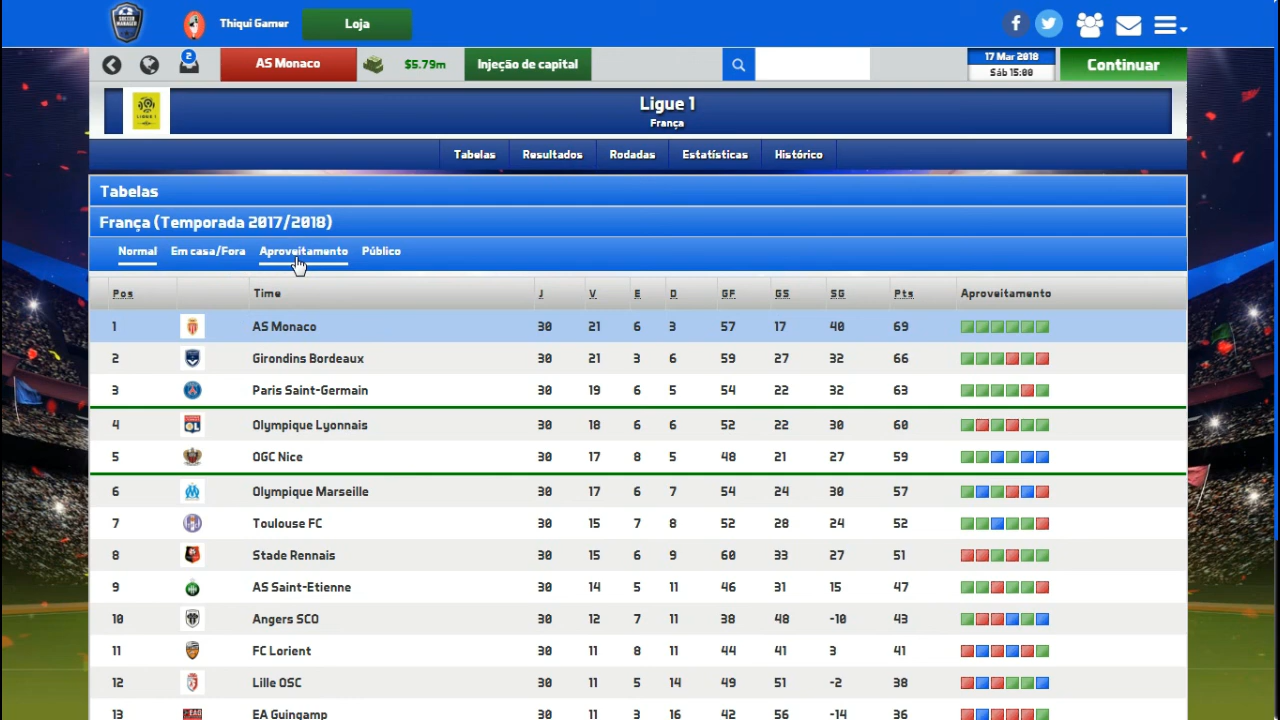 SOCCER MANAGER
Thiqui Gamer
Loja
2
AS Monaco
$5.79m
Injeção de capital
17 Mar 2018
Sáb 15:00
Continuar
LIGUE 1
Ligue 1
França
Tabelas Resultados Rodadas Estatísticas Histórico
Tabelas
França (Temporada 2017/2018)
Normal Em casa/Fora Aproveitamento Público
Pos Time J V E D GF GS SG Pts Aproveitamento
1 AS Monaco 30 21 6 3 57 17 40 69
2 Girondins Bordeaux 30 21 3 6 59 27 32 66
3 Paris Saint-Germain 30 19 6 5 54 22 32 63
4 Olympique Lyonnais 30 18 6 6 52 22 30 60
5 OGC Nice 30 17 8 5 48 21 27 59
6 Olympique Marseille 30 17 6 7 54 24 30 57
7 Toulouse FC 30 15 7 8 52 28 24 52
8 Stade Rennais 30 15 6 9 60 33 27 51
9 AS Saint-Etienne 30 14 5 11 46 31 15 47
10 Angers SCO 30 12 7 11 38 48 -10 43
11 FC Lorient 30 11 8 11 44 41 3 41
12 Lille OSC 30 11 5 14 49 51 -2 38
13 EA Guingamp 30 11 3 16 42 56 -14 36